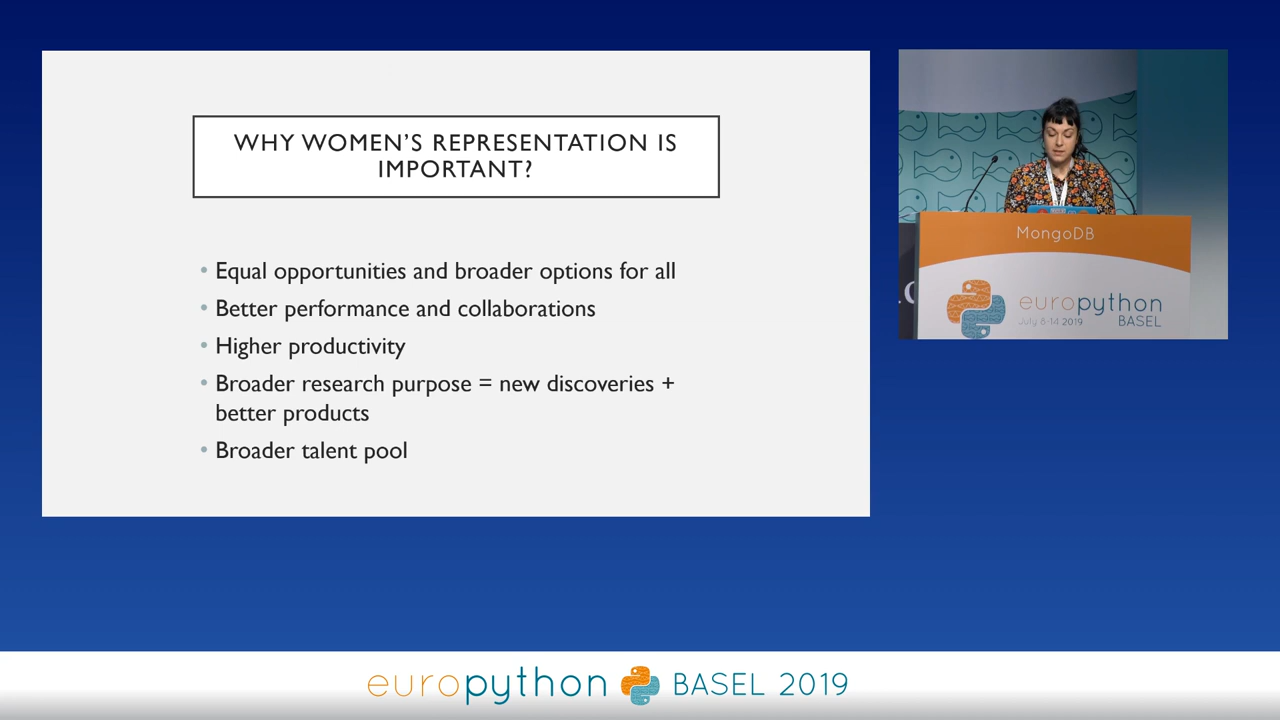 WHY WOMEN'S REPRESENTATION IS
IMPORTANT?
• Equal opportunities and broader options for all
• Better performance and collaborations
• Higher productivity
• Broader research purpose = new discoveries +
better products
• Broader talent pool
MongoDB
europython
July 8-14 2019
BASEL
europython BASEL 2019